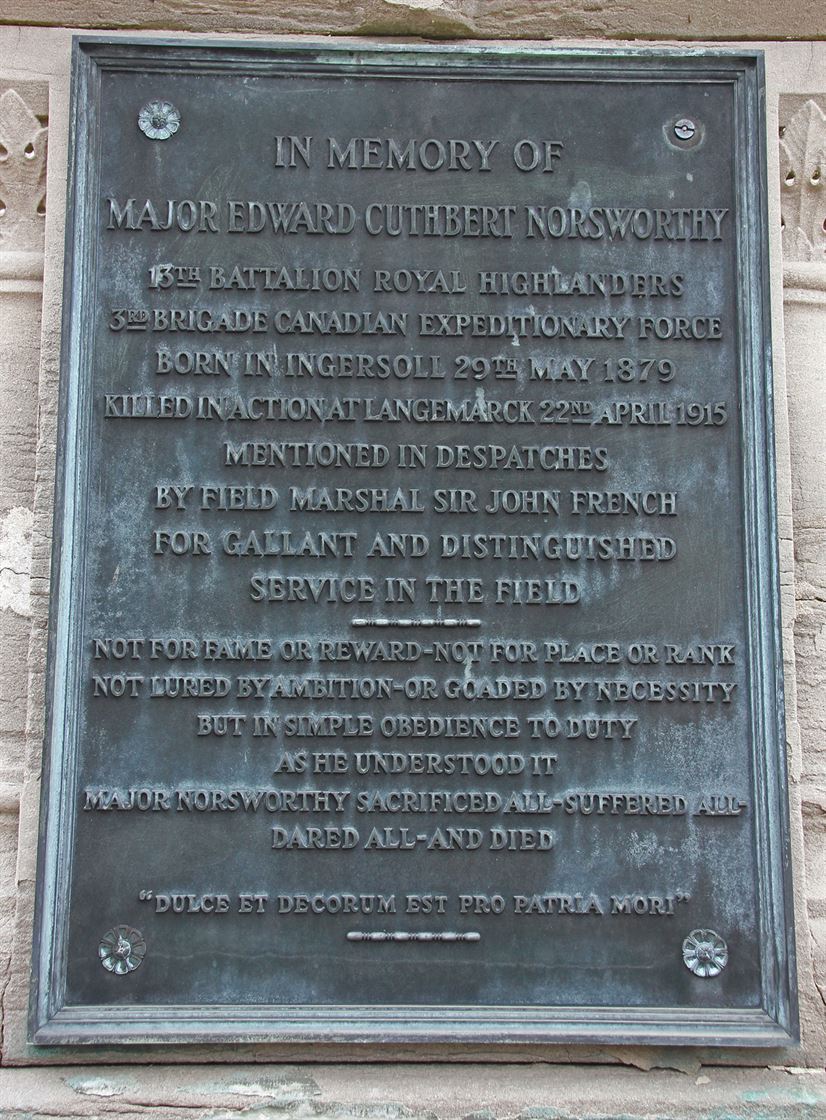 IN MEMORY OF
MAJOR EDWARD CUTHBERT NORSWORTHY
13TH BATTALION ROYAL HIGHLANDERS
3RD BRIGADE CANADIAN EXPEDITIONARY FORCE
BORN IN INGERSOLL 29TH MAY 1879
KILLED IN ACTION AT LANGEMARCK 22ND APRIL 1915
MENTIONED IN DESPATCHES
BY FIELD MARSHAL SIR JOHN FRENCH
FOR GALLANT AND DISTINGUISHED
SERVICE IN THE FIELD
NOT FOR FAME OR REWARD-NOT FOR PLACE OR RANK
NOT LURED BY AMBITION-OR GOADED BY NECESSITY
BUT IN SIMPLE OBEDIENCE TO DUTY
AS HE UNDERSTOOD IT
MAJOR NORSWORTHY SACRIFICED ALL-SUFFERED ALL-
DARED ALL-AND DIED
"DULCE ET DECORUM EST PRO PATRIA MORI"